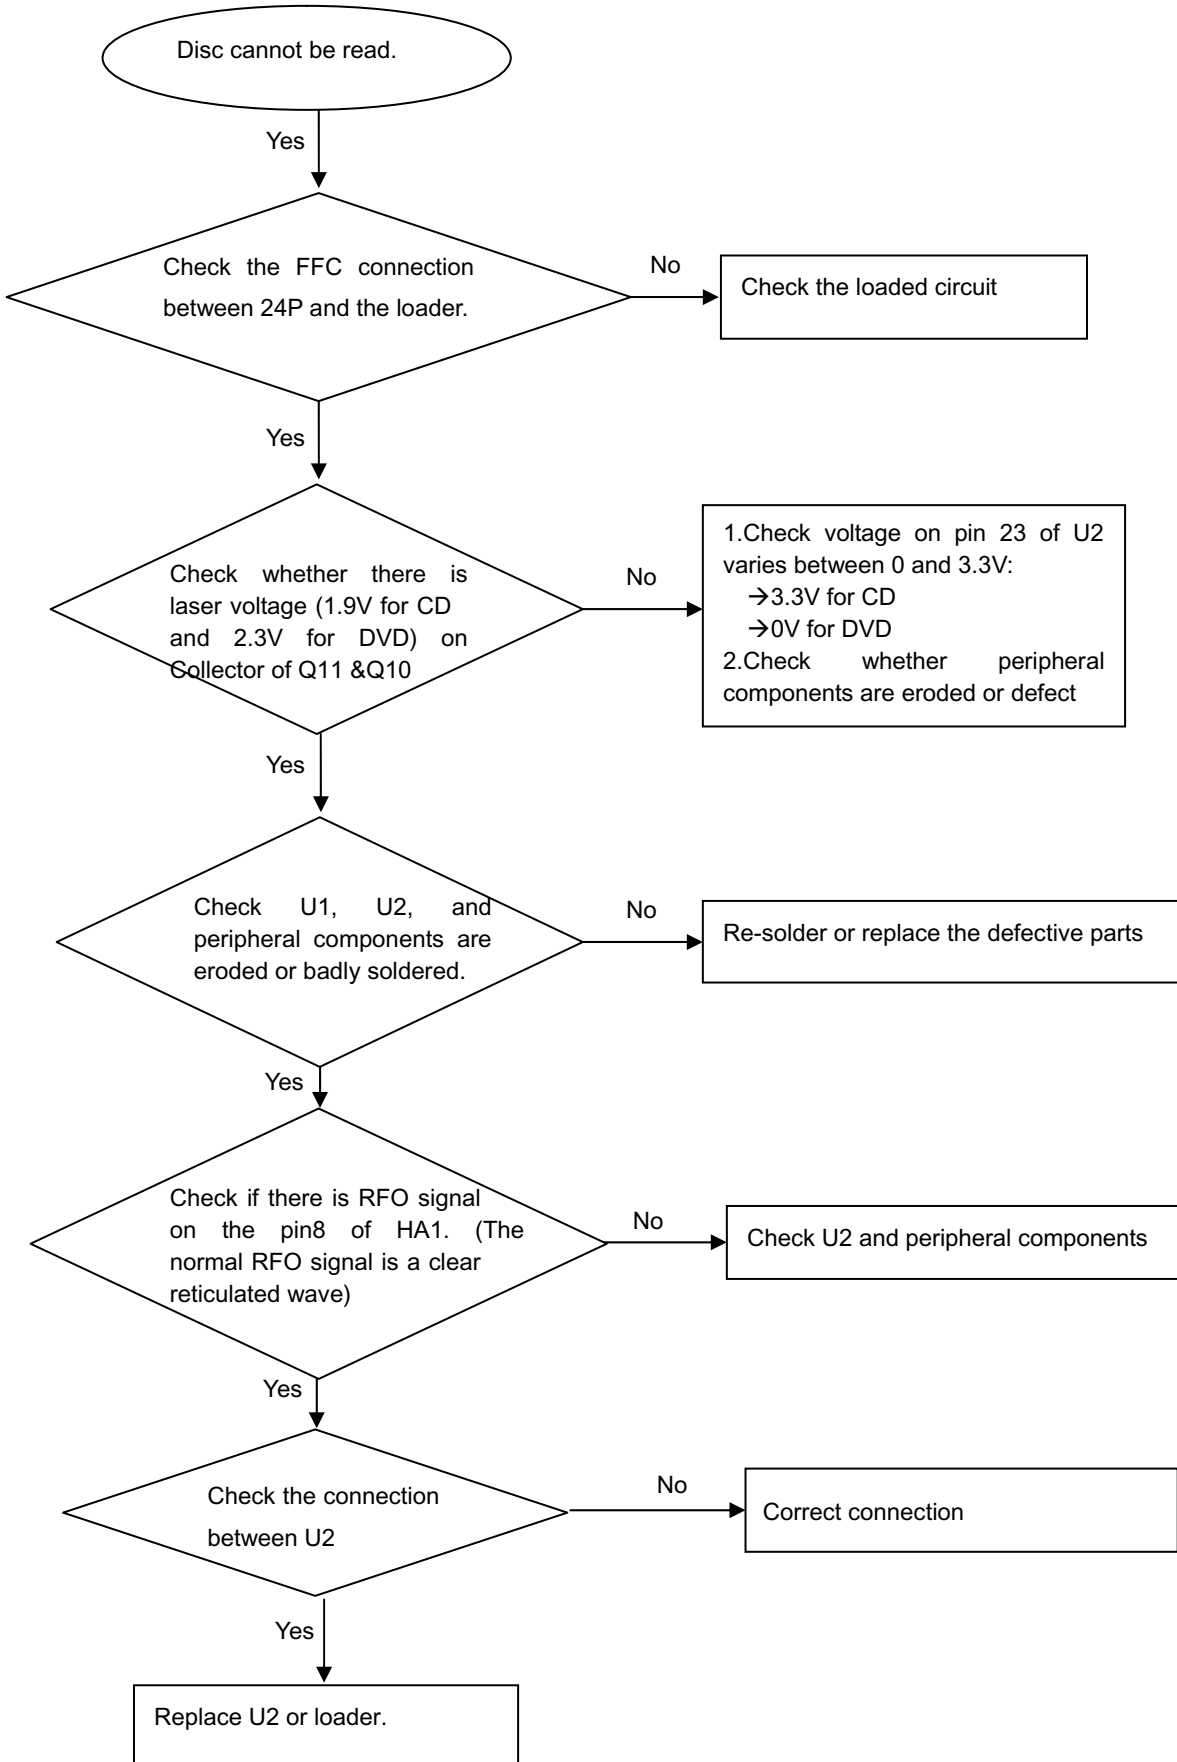 Disc cannot be read.
Yes
Check the FFC connection
between 24P and the loader.
No
Check the loaded circuit
Yes
Check whether there is
laser voltage (1.9V for CD
and 2.3V for DVD) on
Collector of Q11 &Q10
No
1.Check voltage on pin 23 of U2
varies between 0 and 3.3V:
→3.3V for CD
→0V for DVD
2.Check whether peripheral
components are eroded or defect
Yes
Check U1, U2, and
peripheral components are
eroded or badly soldered.
No
Re-solder or replace the defective parts
Yes
Check if there is RFO signal
on the pin8 of HA1. (The
normal RFO signal is a clear
reticulated wave)
No
Check U2 and peripheral components
Yes
Check the connection
between U2
No
Correct connection
Yes
Replace U2 or loader.